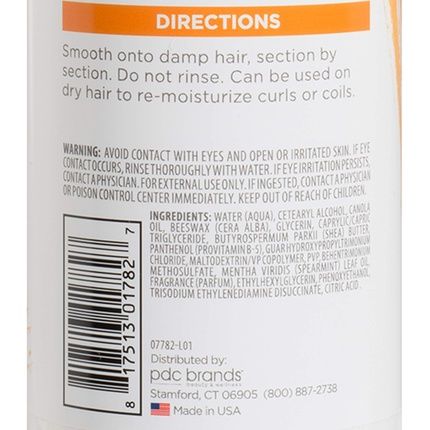 DIRECTIONS
Smooth onto damp hair, section by
section. Do not rinse. Can be used on
dry hair to re-moisturize curls or coils.
WARNING: AVOID CONTACT WITH EYES AND OPEN OR IRRITATED SKIN. IF EYE
CONTACT OCCURS, RINSE THOROUGHLY WITH WATER. IF EYE IRRITATION PERSISTS,
CONTACT A PHYSICIAN. FOR EXTERNAL USE ONLY. IF INGESTED, CONTACT A PHYSICIAN
OR POISON CONTROL CENTER IMMEDIATELY. KEEP OUT OF REACH OF CHILDREN.
INGREDIENTS: WATER (AQUA), CETEARYL ALCOHOL, CANOLA
OIL, BEESWAX (CERA ALBA), GLYCERIN, CAPRYLIC/CAPRIC
TRIGLYCERIDE, BUTYROSPERMUM PARKII (SHEA) BUTTER,
PANTHENOL (PROVITAMIN B-5), GUARHYDROXYPROPYLTRIMONIUM
CHLORIDE, MALTODEXTRIN/VP COPOLYMER, PVP, BEHENTRIMONIUM
METHOSULFATE, MENTHA VIRIDIS (SPEARMINT) LEAF OIL,
FRAGRANCE (PARFUM), ETHYLHEXYLGLYCERIN, PHENOXYETHANOL,
TRISODIUM ETHYLENEDIAMINE DISUCCINATE, CITRIC ACID.
8 17513 01782 7
07782-L01
Distributed by:
pdc brands
beauty & wellness
Stamford, CT 06905 (800) 887-2738
Made in USA